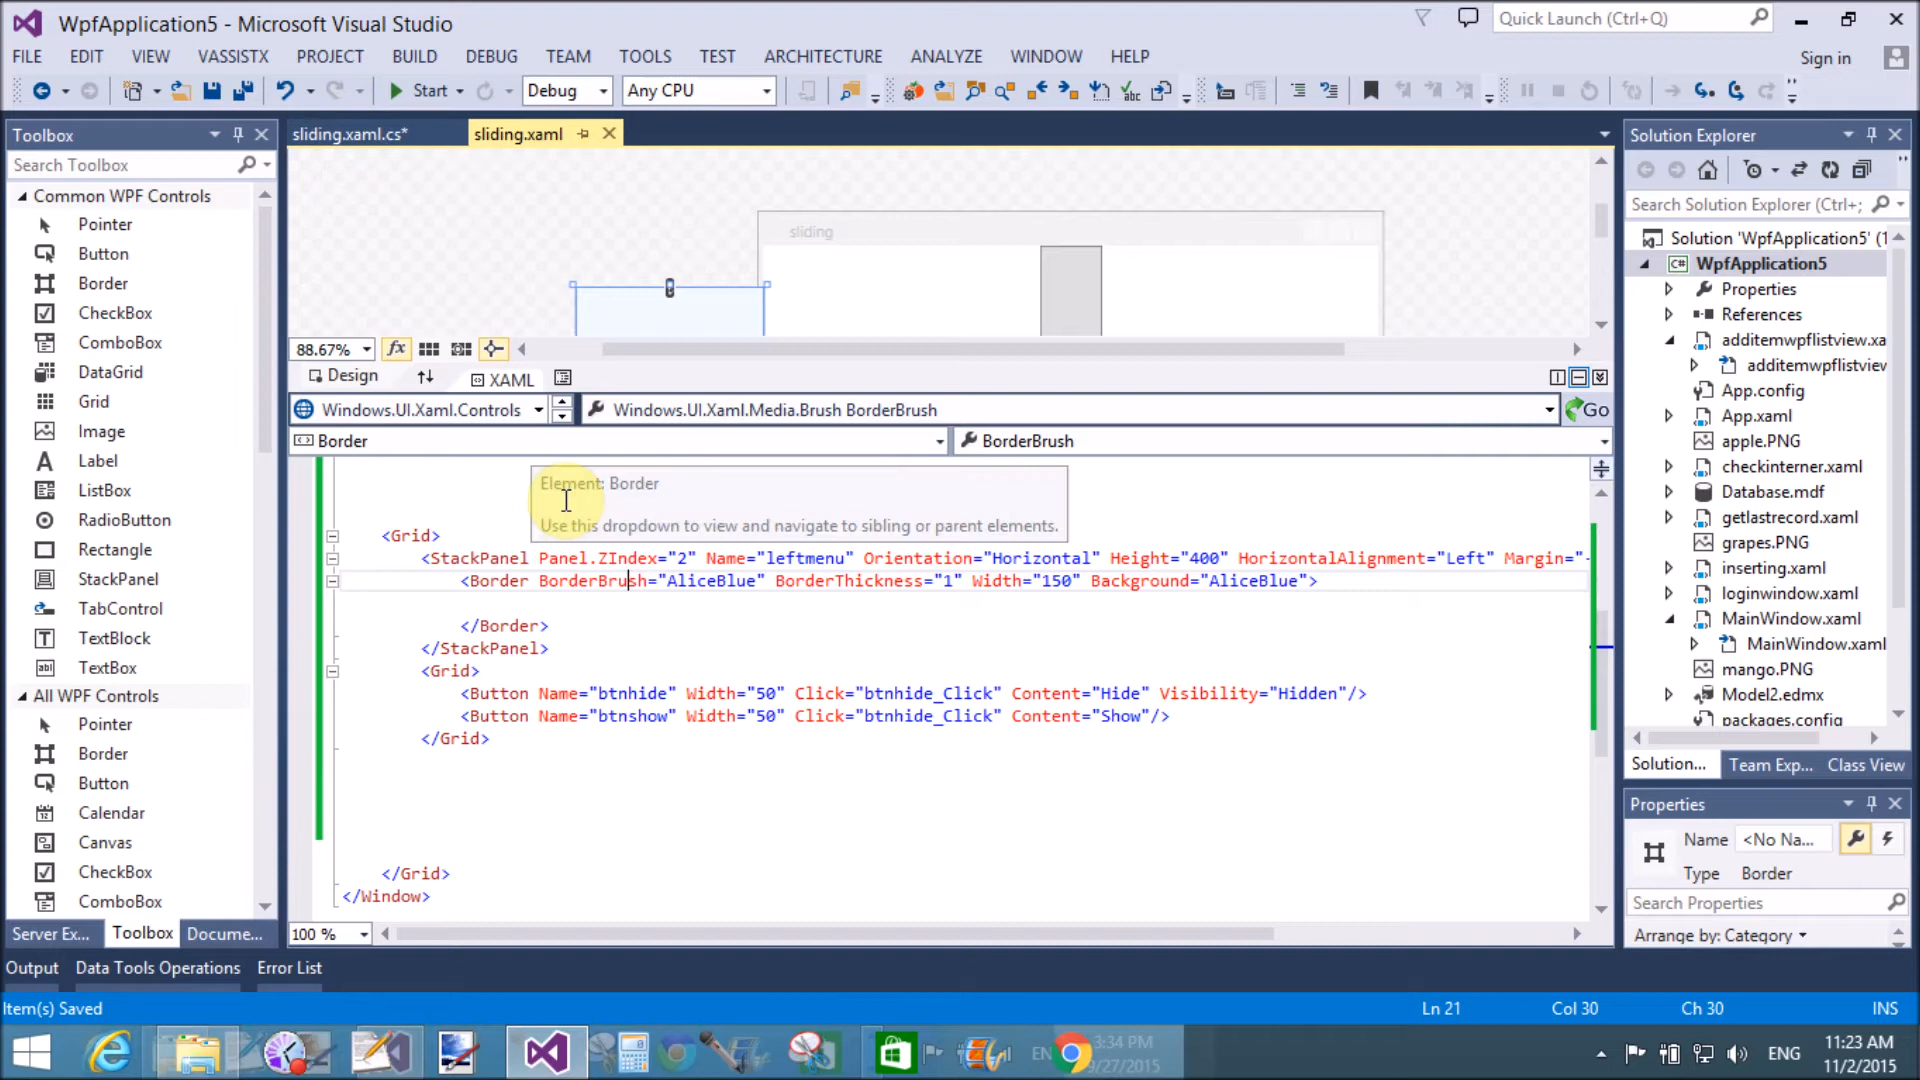 WpfApplication5 - Microsoft Visual Studio
Quick Launch (Ctrl+Q)
FILE EDIT VIEW VASSISTX PROJECT BUILD DEBUG TEAM TOOLS TEST ARCHITECTURE ANALYZE WINDOW HELP
Sign in
Start Debug Any CPU
Toolbox
Search Toolbox
Common WPF Controls
Pointer
Button
Border
CheckBox
ComboBox
DataGrid
Grid
Image
Label
ListBox
RadioButton
Rectangle
StackPanel
TabControl
TextBlock
TextBox
All WPF Controls
Pointer
Border
Button
Calendar
Canvas
CheckBox
ComboBox
Server Ex... Toolbox Docume...
sliding.xaml.cs* sliding.xaml
sliding
88.67%
Design XAML
Windows.UI.Xaml.Controls Windows.UI.Xaml.Media.Brush BorderBrush Go
Border BorderBrush
Element: Border
Use this dropdown to view and navigate to sibling or parent elements.
<Grid>
<StackPanel Panel.ZIndex="2" Name="leftmenu" Orientation="Horizontal" Height="400" HorizontalAlignment="Left" Margin="-
<Border BorderBrush="AliceBlue" BorderThickness="1" Width="150" Background="AliceBlue">
</Border>
</StackPanel>
<Grid>
<Button Name="btnhide" Width="50" Click="btnhide_Click" Content="Hide" Visibility="Hidden"/>
<Button Name="btnshow" Width="50" Click="btnhide_Click" Content="Show"/>
</Grid>
</Grid>
</Window>
100 %
Solution Explorer
Search Solution Explorer (Ctrl+;
Solution 'WpfApplication5' (1
WpfApplication5
Properties
References
additemwpflistview.xa
additemwpflistview
App.config
App.xaml
apple.PNG
checkinterner.xaml
Database.mdf
getlastrecord.xaml
grapes.PNG
inserting.xaml
loginwindow.xaml
MainWindow.xaml
MainWindow.xaml
mango.PNG
Model2.edmx
packages.config
Solution... Team Exp... Class View
Properties
Name <No Na...
Type Border
Search Properties
Arrange by: Category
Output Data Tools Operations Error List
Item(s) Saved Ln 21 Col 30 Ch 30 INS
EN 3:34 PM
9/27/2015
ENG
11:23 AM
11/2/2015